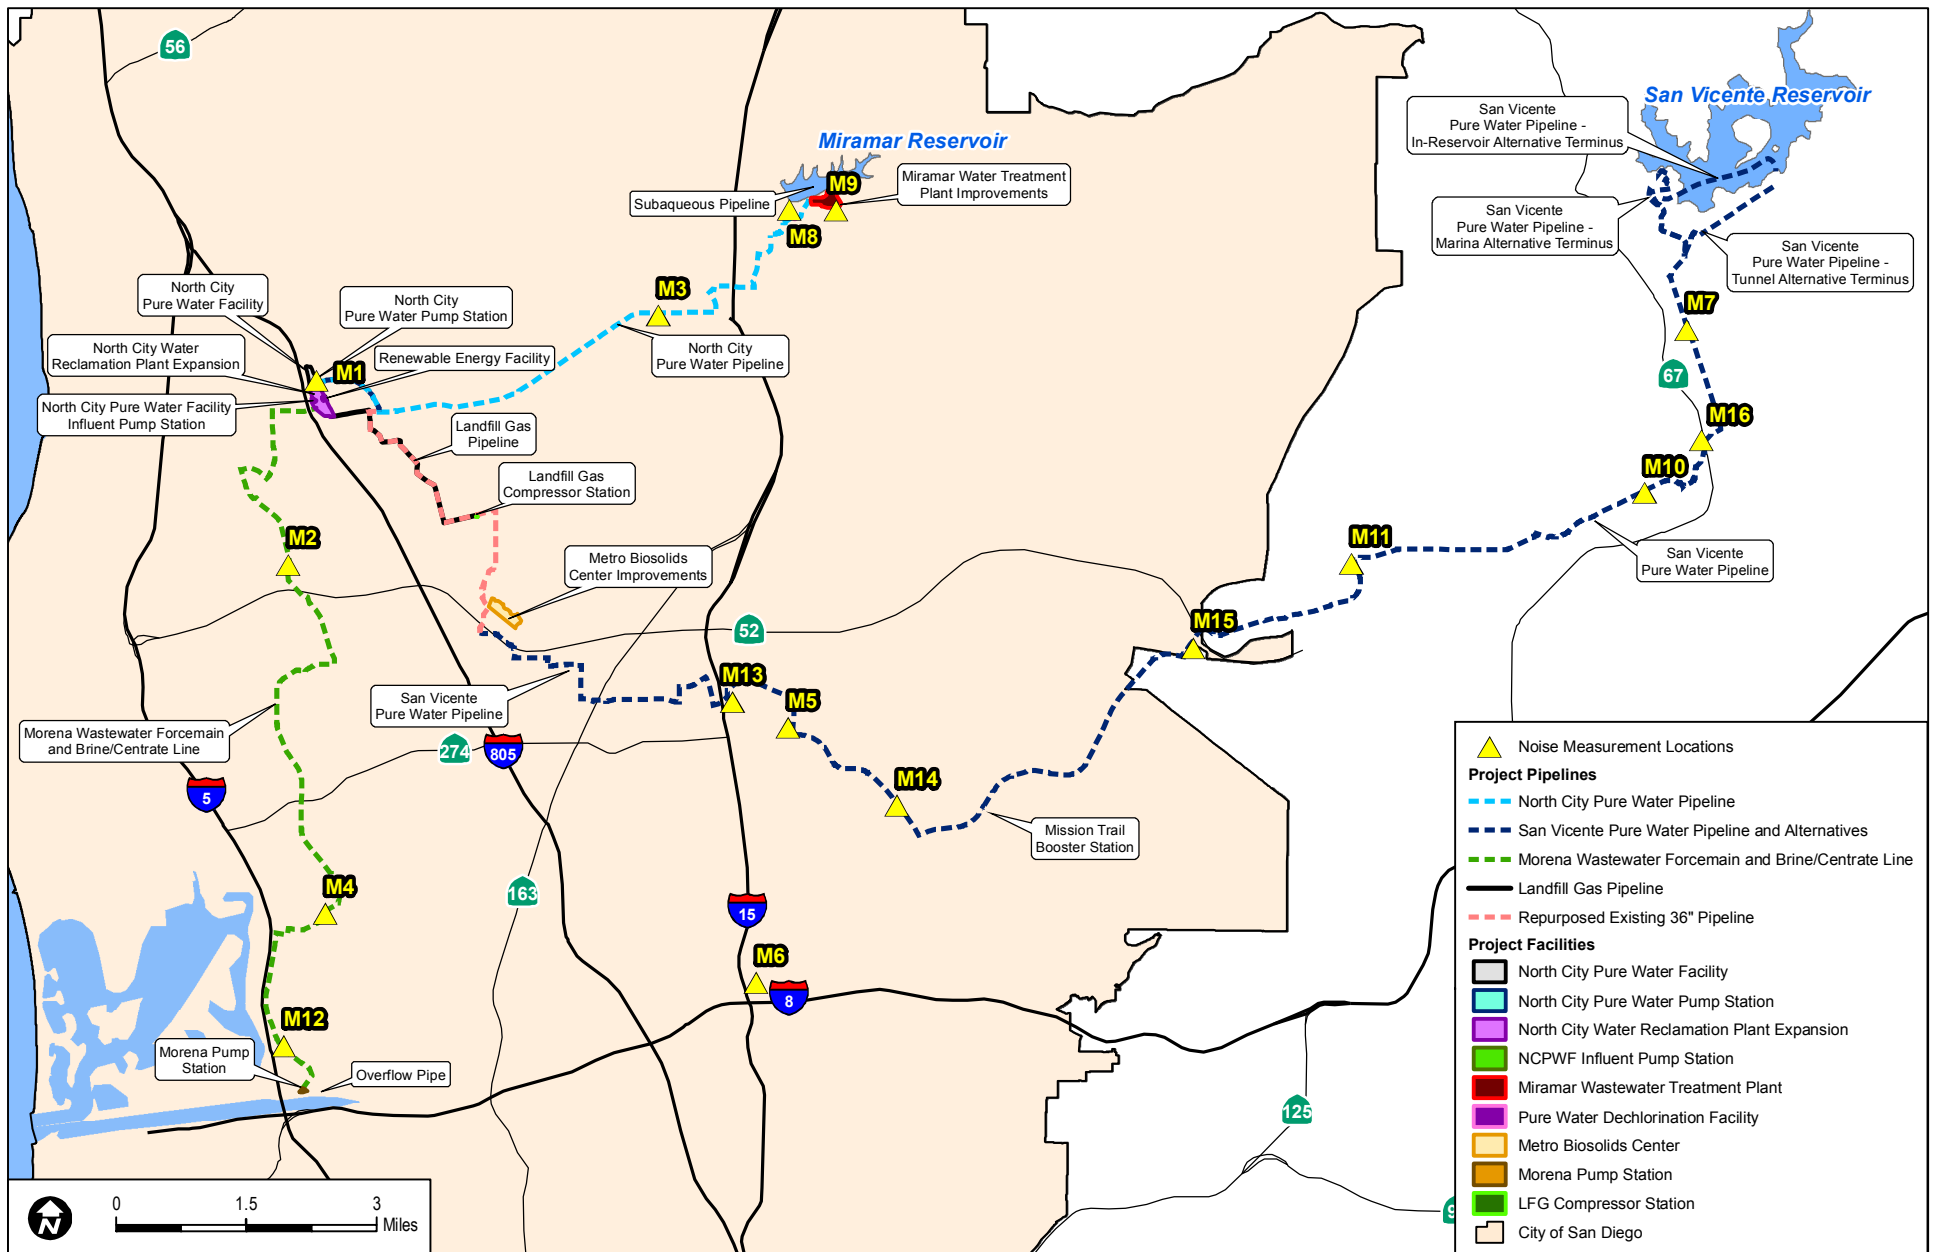 56
San Vicente Reservoir
San Vicente
Pure Water Pipeline -
In-Reservoir Alternative Terminus
Miramar Reservoir
M9
Miramar Water Treatment
Plant Improvements
Subaqueous Pipeline
M8
San Vicente
Pure Water Pipeline -
Marina Alternative Terminus
San Vicente
Pure Water Pipeline -
Tunnel Alternative Terminus
North City
Pure Water Facility
North City
Pure Water Pump Station
M3
M7
North City Water
Reclamation Plant Expansion
Renewable Energy Facility
North City
Pure Water Pipeline
M1
67
North City Pure Water Facility
Influent Pump Station
M16
Landfill Gas
Pipeline
Landfill Gas
Compressor Station
M10
M2
M11
San Vicente
Pure Water Pipeline
Metro Biosolids
Center Improvements
52
M15
M13
San Vicente
Pure Water Pipeline
M5
Morena Wastewater Forcemain
and Brine/Centrate Line
274
805
5
M14
Mission Trail
Booster Station
163
M4
15
M6
8
M12
Morena Pump
Station
Overflow Pipe
125
9
N
0
1.5
3
Miles
Noise Measurement Locations
Project Pipelines
North City Pure Water Pipeline
San Vicente Pure Water Pipeline and Alternatives
Morena Wastewater Forcemain and Brine/Centrate Line
Landfill Gas Pipeline
Repurposed Existing 36" Pipeline
Project Facilities
North City Pure Water Facility
North City Pure Water Pump Station
North City Water Reclamation Plant Expansion
NCPWF Influent Pump Station
Miramar Wastewater Treatment Plant
Pure Water Dechlorination Facility
Metro Biosolids Center
Morena Pump Station
LFG Compressor Station
City of San Diego